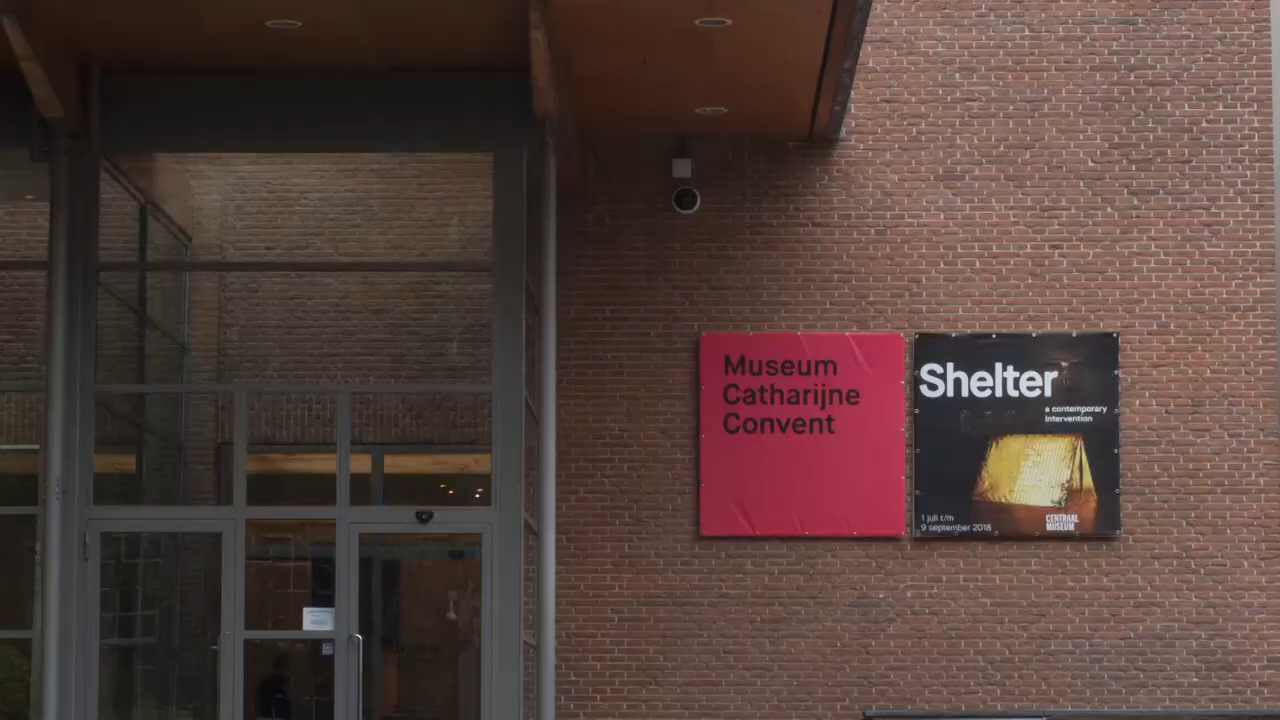 Museum
Catharijne
Convent
Shelter
a contemporary
intervention
1 juli t/m
9 september 2018
CENTRAAL
MUSEUM